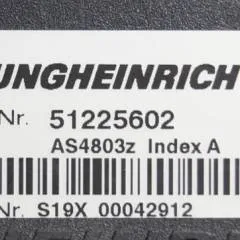 UNGHEINRICH
Nr. 51225602
AS4803z Index A
Nr. S19X 00042912